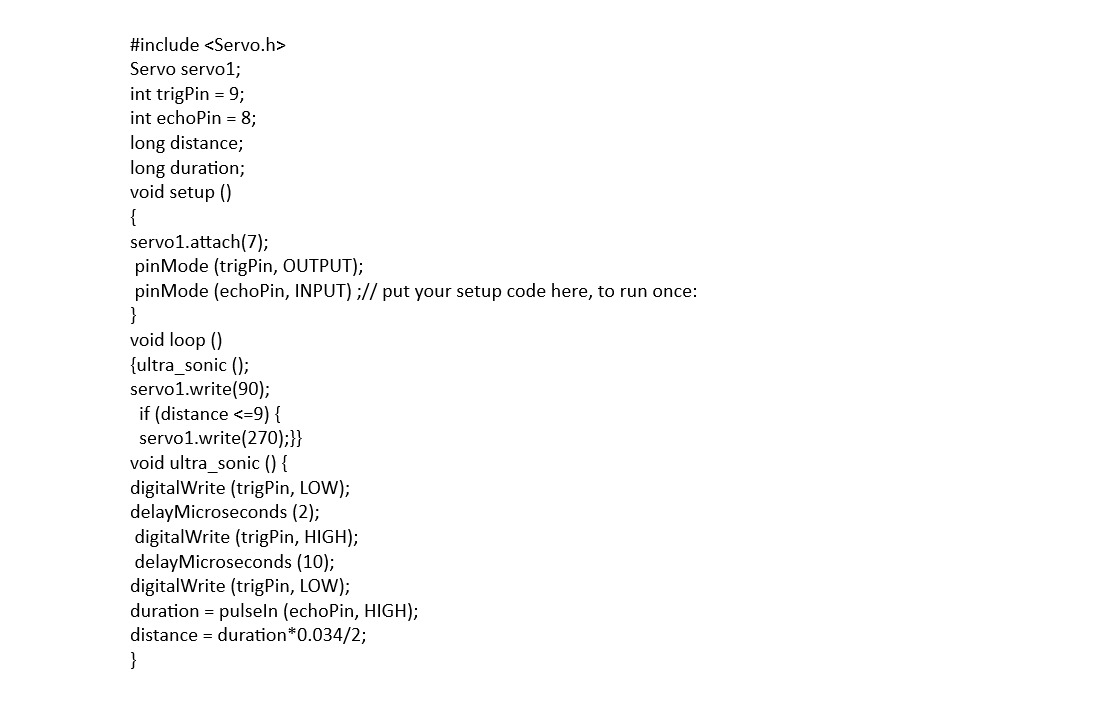 #include <Servo.h>
Servo servo1;
int trigPin = 9;
int echoPin = 8;
long distance;
long duration;
void setup ()
{
servo1.attach(7);
pinMode (trigPin, OUTPUT);
pinMode (echoPin, INPUT) ;// put your setup code here, to run once:
}
void loop ()
{ultra_sonic ();
servo1.write(90);
if (distance <=9) {
servo1.write(270);}}
void ultra_sonic () {
digitalWrite (trigPin, LOW);
delayMicroseconds (2);
digitalWrite (trigPin, HIGH);
delayMicroseconds (10);
digitalWrite (trigPin, LOW);
duration = pulseIn (echoPin, HIGH);
distance = duration*0.034/2;
}